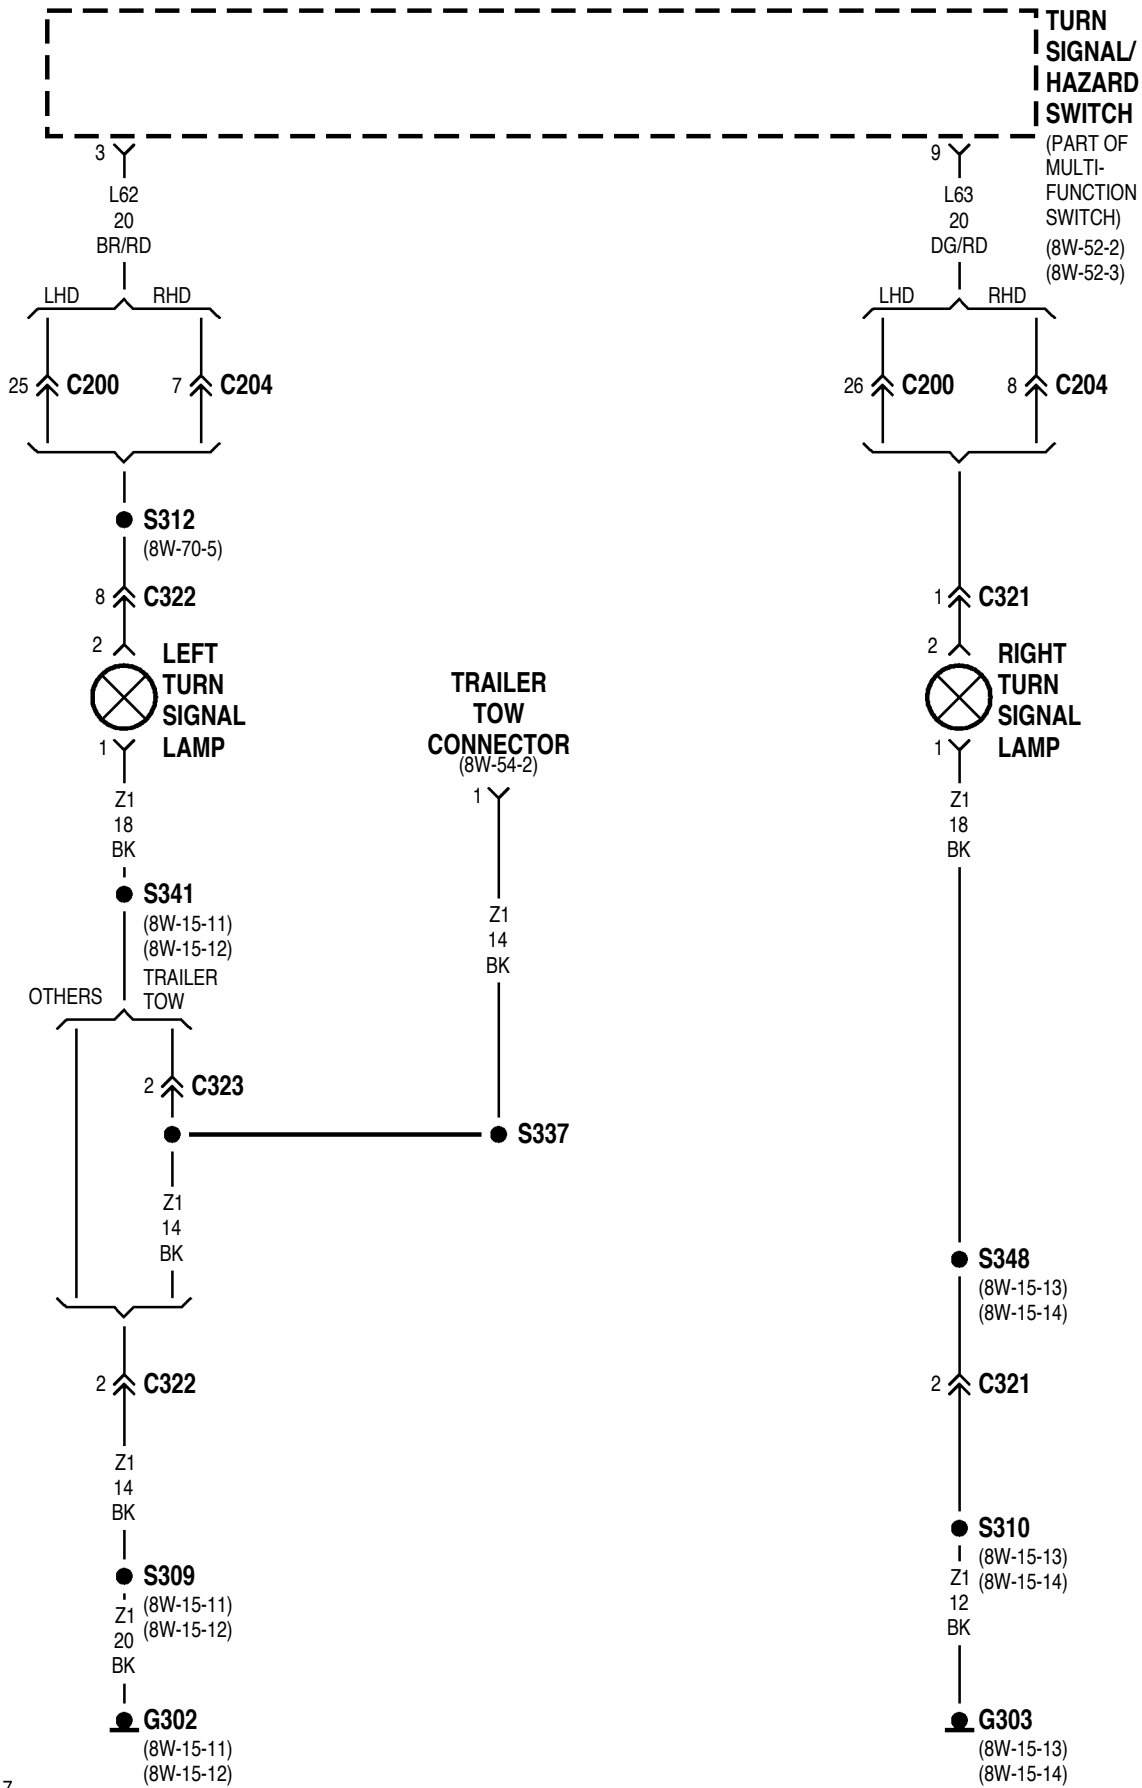 TURN
SIGNAL/
HAZARD
SWITCH
(PART OF
MULTI-
FUNCTION
SWITCH)
(8W-52-2)
(8W-52-3)
3
L62
20
BR/RD
9
L63
20
DG/RD
LHD RHD
LHD RHD
25 C200 7 C204
26 C200 8 C204
S312
(8W-70-5)
8 C322
1 C321
2
LEFT
TURN
SIGNAL
LAMP
1
TRAILER
TOW
CONNECTOR
(8W-54-2)
1
2
RIGHT
TURN
SIGNAL
LAMP
1
Z1
18
BK
Z1
18
BK
S341
(8W-15-11)
(8W-15-12)
Z1
14
BK
OTHERS
TRAILER
TOW
2 C323
S337
Z1
14
BK
S348
(8W-15-13)
(8W-15-14)
2 C322
2 C321
Z1
14
BK
S309
(8W-15-11)
(8W-15-12)
Z1
20
BK
S310
(8W-15-13)
(8W-15-14)
Z1
12
BK
G302
(8W-15-11)
(8W-15-12)
G303
(8W-15-13)
(8W-15-14)
7